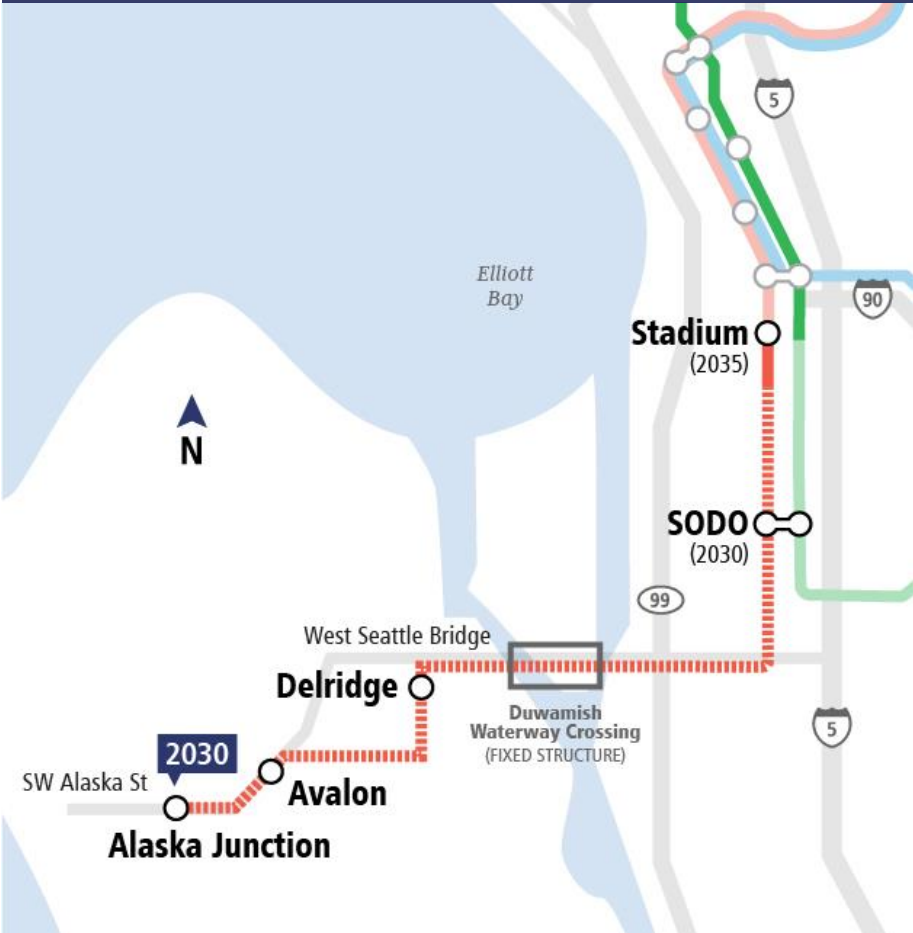 5
Elliott
Bay
90
Stadium
(2035)
N
SODO
(2030)
99
West Seattle Bridge
Delridge
Duwamish
Waterway Crossing
(FIXED STRUCTURE)
5
2030
SW Alaska St
Avalon
Alaska Junction